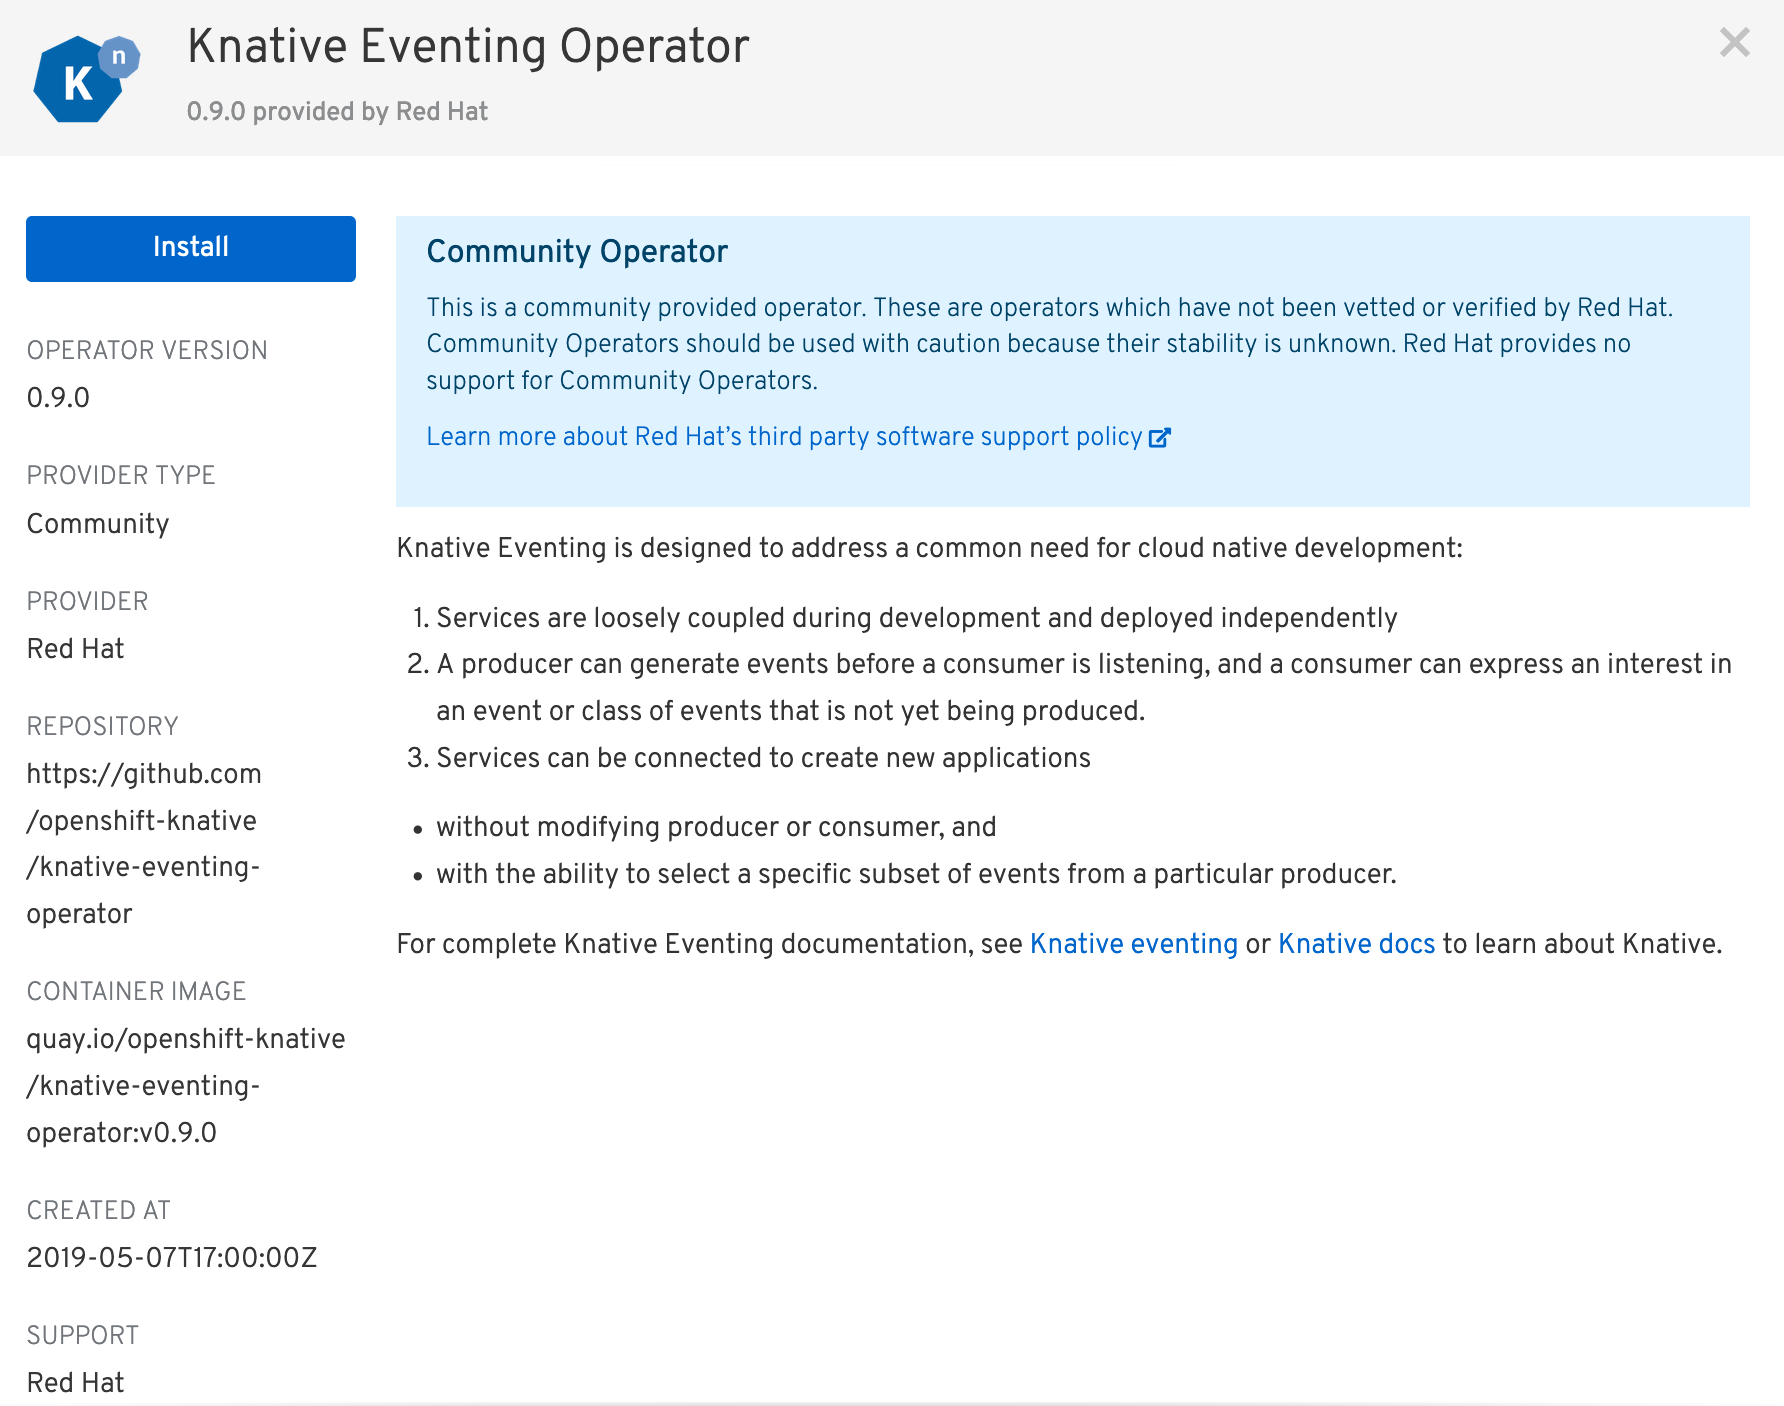 K n
Knative Eventing Operator
0.9.0 provided by Red Hat
Install
OPERATOR VERSION
0.9.0
PROVIDER TYPE
Community
PROVIDER
Red Hat
REPOSITORY
https://github.com
/openshift-knative
/knative-eventing-
operator
CONTAINER IMAGE
quay.io/openshift-knative
/knative-eventing-
operator:v0.9.0
CREATED AT
2019-05-07T17:00:00Z
SUPPORT
Red Hat
Community Operator
This is a community provided operator. These are operators which have not been vetted or verified by Red Hat.
Community Operators should be used with caution because their stability is unknown. Red Hat provides no
support for Community Operators.
Learn more about Red Hat’s third party software support policy
Knative Eventing is designed to address a common need for cloud native development:
1. Services are loosely coupled during development and deployed independently
2. A producer can generate events before a consumer is listening, and a consumer can express an interest in
an event or class of events that is not yet being produced.
3. Services can be connected to create new applications
• without modifying producer or consumer, and
• with the ability to select a specific subset of events from a particular producer.
For complete Knative Eventing documentation, see Knative eventing or Knative docs to learn about Knative.